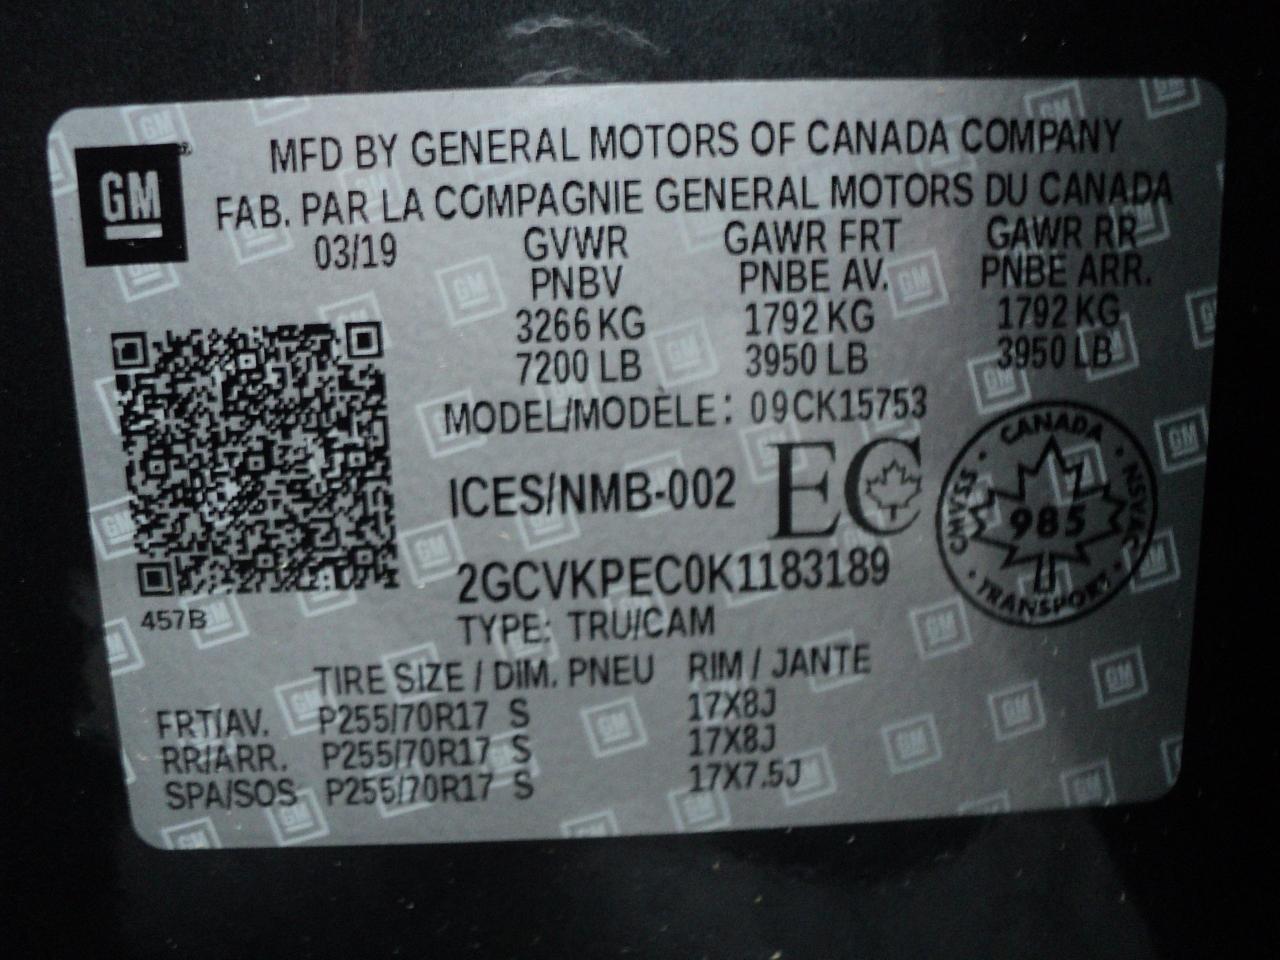 GM
MFD BY GENERAL MOTORS OF CANADA COMPANY
FAB. PAR LA COMPAGNIE GENERAL MOTORS DU CANADA
03/19 GVWR GAWR FRT GAWR RR
PNBV PNBE AV. PNBE ARR.
3266 KG 1792 KG 1792 KG
7200 LB 3950 LB 3950 LB
MODEL/MODÈLE: 09CK15753
ICES/NMB-002 EC
CANADA
CMVSS 985 NSVAC
TRANSPORT
2GCVKPEC0K1183189
457B
TYPE: TRU/CAM
TIRE SIZE / DIM. PNEU RIM / JANTE
FRT/AV. P255/70R17 S 17X8J
RR/ARR. P255/70R17 S 17X8J
SPA/SOS P255/70R17 S 17X7.5J